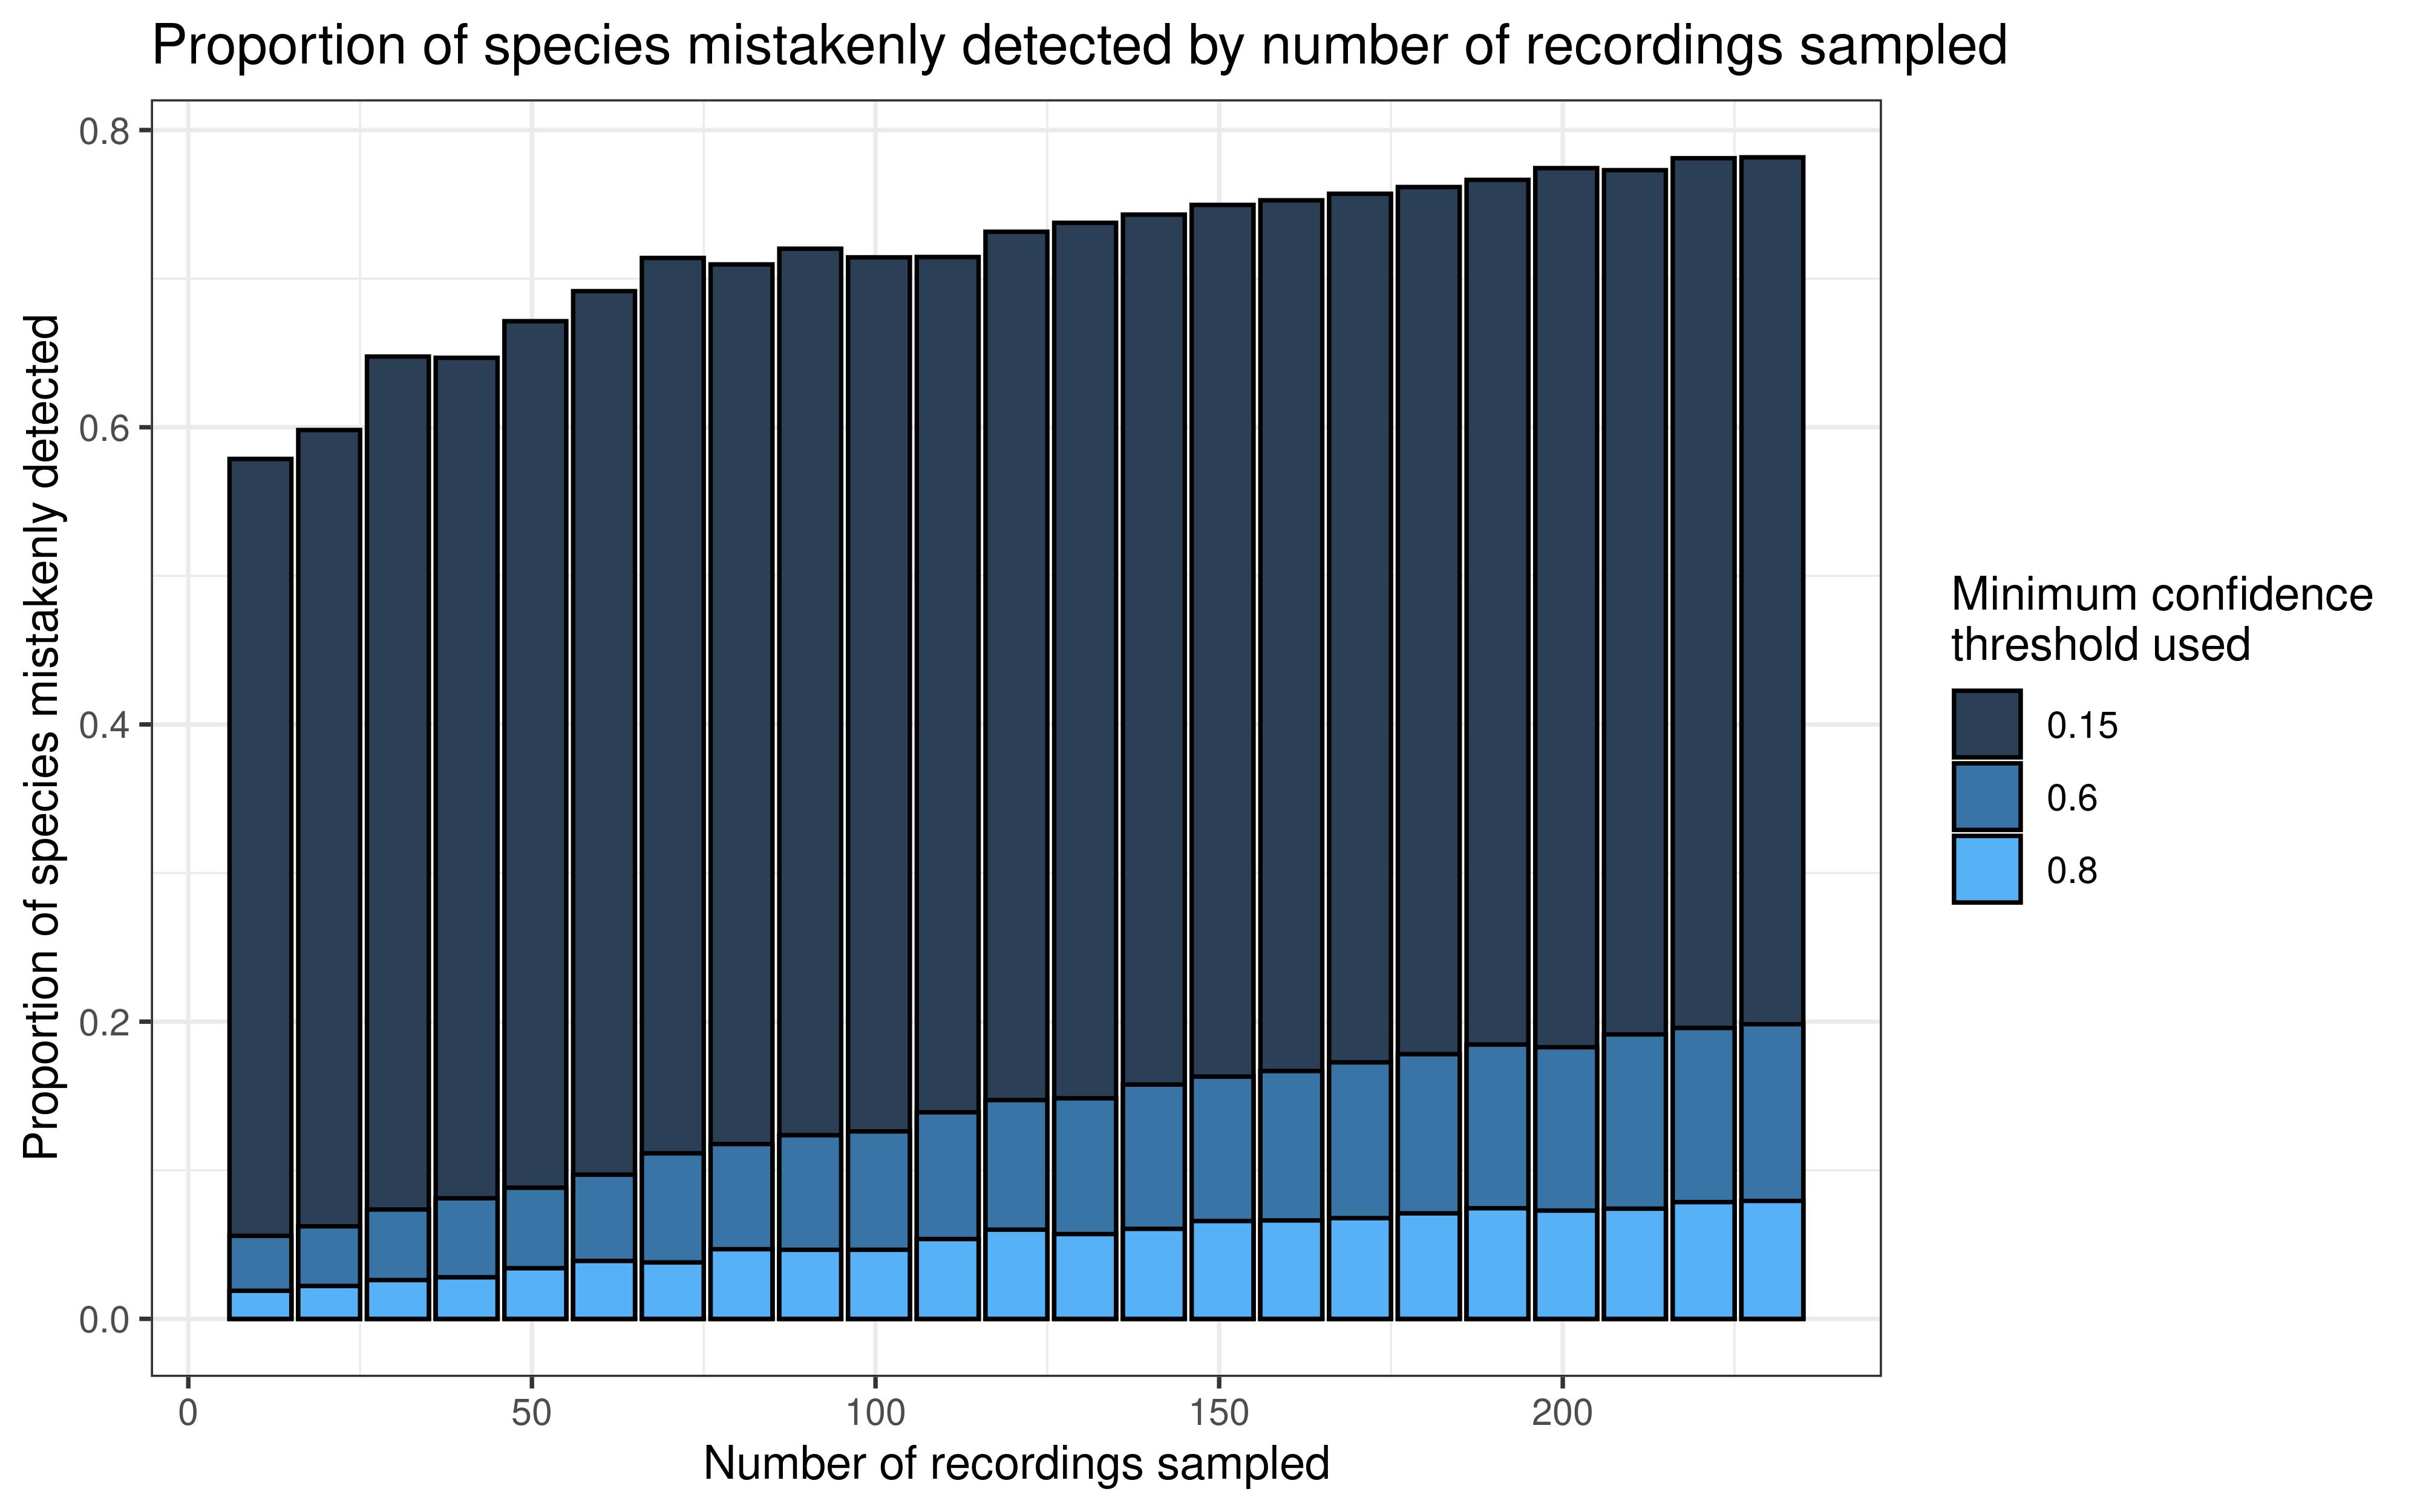 Proportion of species mistakenly detected by number of recordings sampled
Proportion of species mistakenly detected
0.8
0.6
0.4
0.2
0.0
0
50
100
150
200
Number of recordings sampled
Minimum confidence
threshold used
0.15
0.6
0.8